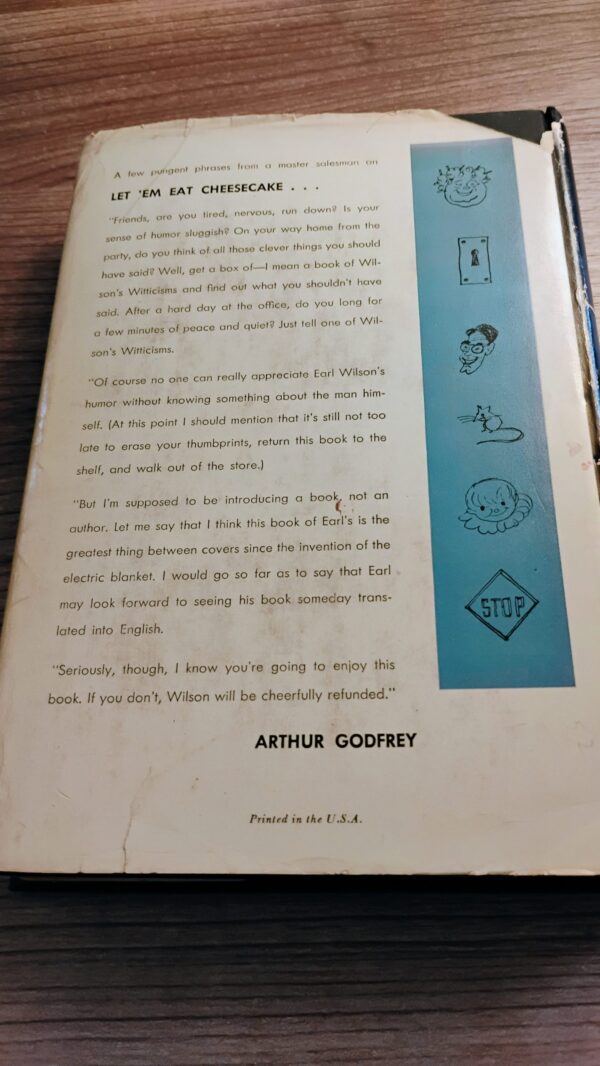 A few pungent phrases from a master salesman on
LET 'EM EAT CHEESECAKE . . .
"Friends, are you tired, nervous, run down? Is your
sense of humor sluggish? On your way home from the
party, do you think of all those clever things you should
have said? Well, get a box of—I mean a book of Wil-
son's Witticisms and find out what you shouldn't have
said. After a hard day at the office, do you long for
a few minutes of peace and quiet? Just tell one of Wil-
son's Witticisms.
"Of course no one can really appreciate Earl Wilson's
humor without knowing something about the man him-
self. (At this point I should mention that it's still not too
late to erase your thumbprints, return this book to the
shelf, and walk out of the store.)
"But I'm supposed to be introducing a book, not an
author. Let me say that I think this book of Earl's is the
greatest thing between covers since the invention of the
electric blanket. I would go so far as to say that Earl
may look forward to seeing his book someday trans-
lated into English.
"Seriously, though, I know you're going to enjoy this
book. If you don't, Wilson will be cheerfully refunded."
ARTHUR GODFREY
Printed in the U.S.A.
STOP